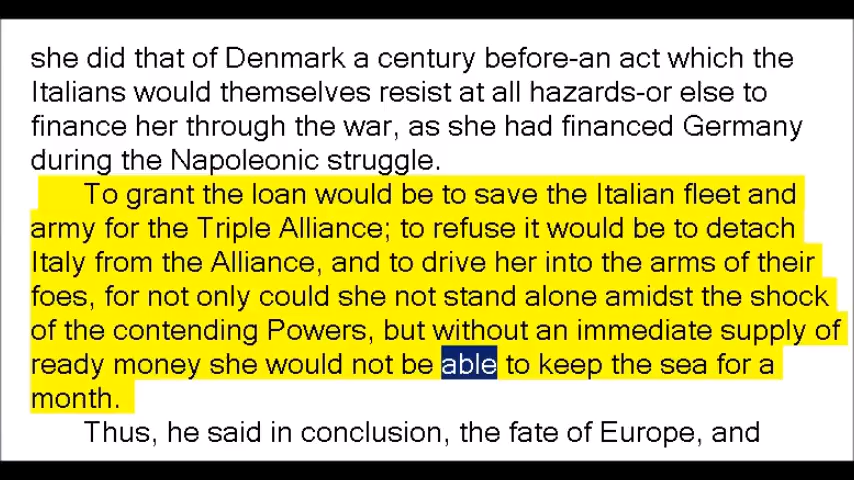 she did that of Denmark a century before-an act which the
Italians would themselves resist at all hazards-or else to
finance her through the war, as she had financed Germany
during the Napoleonic struggle.
To grant the loan would be to save the Italian fleet and
army for the Triple Alliance; to refuse it would be to detach
Italy from the Alliance, and to drive her into the arms of their
foes, for not only could she not stand alone amidst the shock
of the contending Powers, but without an immediate supply of
ready money she would not be able to keep the sea for a
month.
Thus, he said in conclusion, the fate of Europe, and